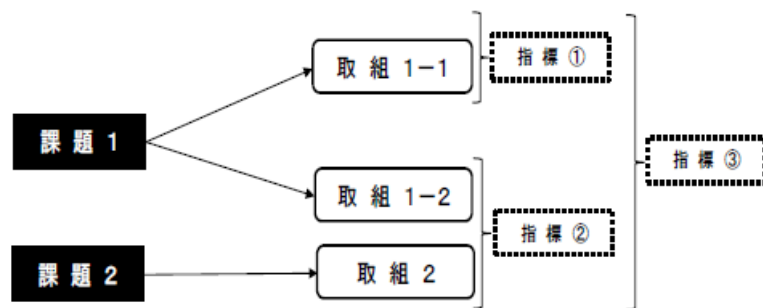 取組 1－1
指標 ①
課題 1
指標 ③
取組 1－2
指標 ②
課題 2
取組 2